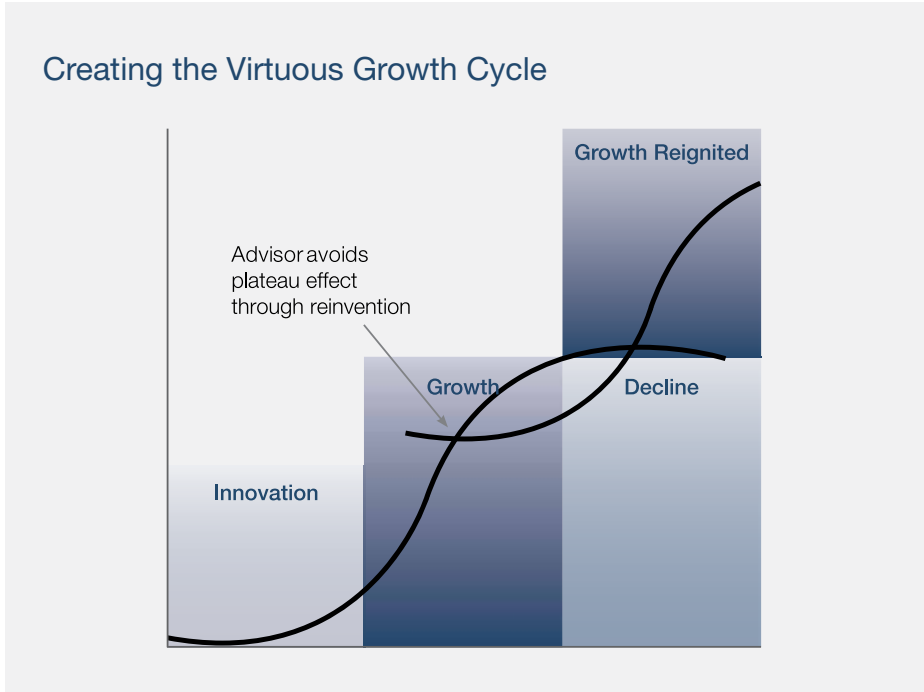 Creating the Virtuous Growth Cycle
Growth Reignited
Advisor avoids
plateau effect
through reinvention
Growth
Decline
Innovation